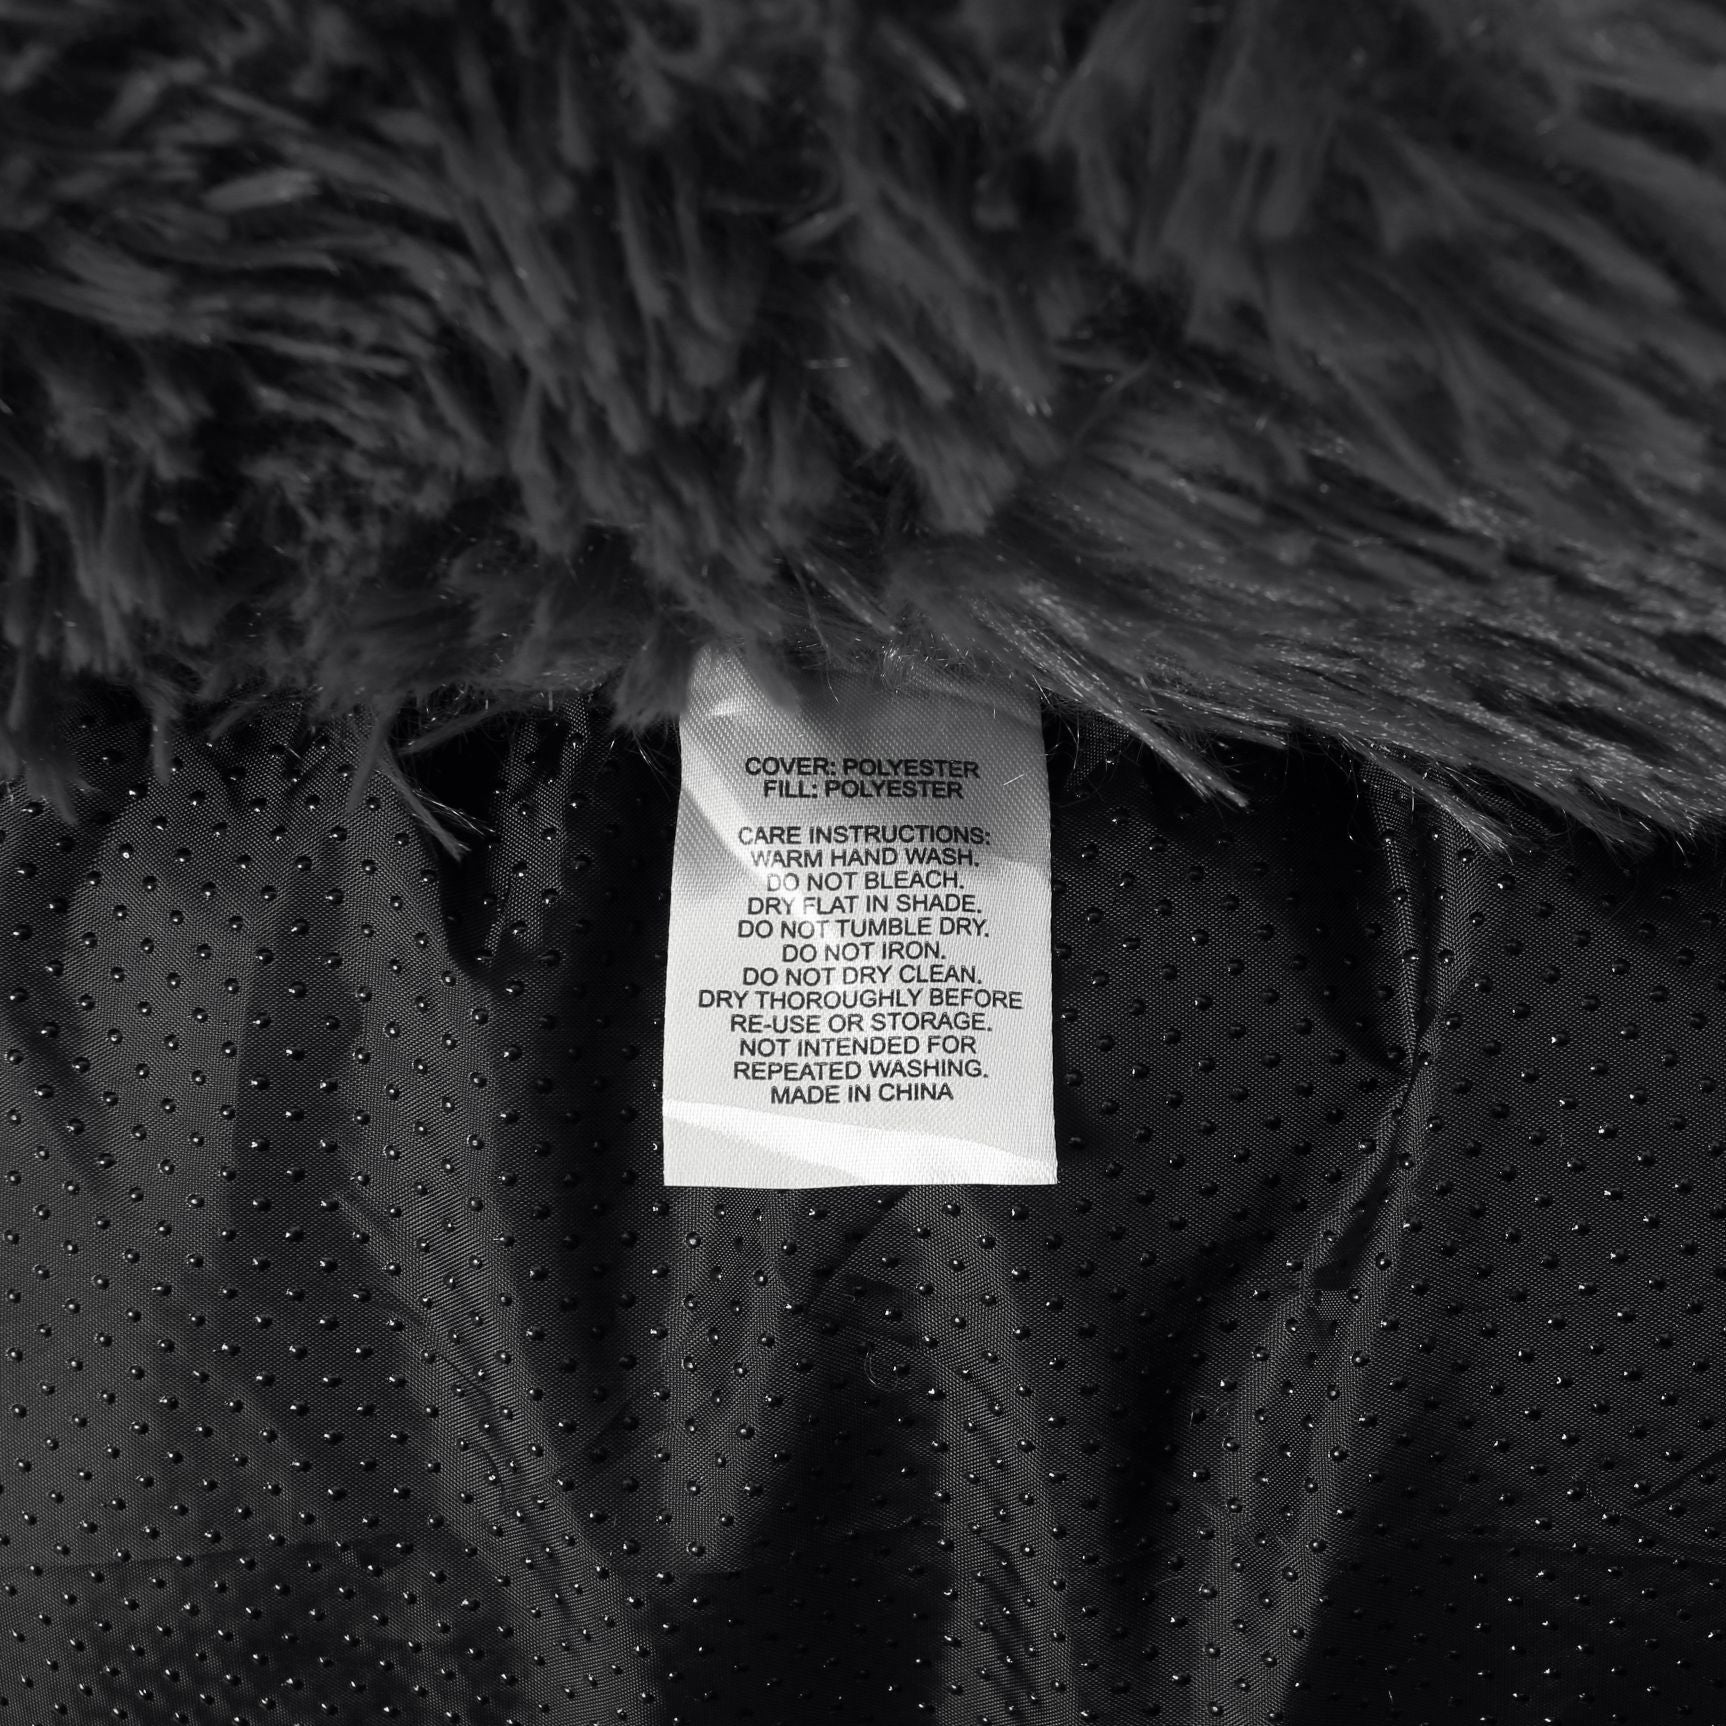 COVER: POLYESTER
FILL: POLYESTER
CARE INSTRUCTIONS:
WARM HAND WASH.
DO NOT BLEACH.
DRY FLAT IN SHADE.
DO NOT TUMBLE DRY.
DO NOT IRON.
DO NOT DRY CLEAN.
DRY THOROUGHLY BEFORE
RE-USE OR STORAGE.
NOT INTENDED FOR
REPEATED WASHING.
MADE IN CHINA